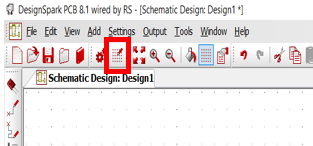 DesignSpark PCB 8.1 wired by RS - [Schematic Design: Design1 *]
File Edit View Add Settings Output Tools Window Help
Schematic Design: Design1